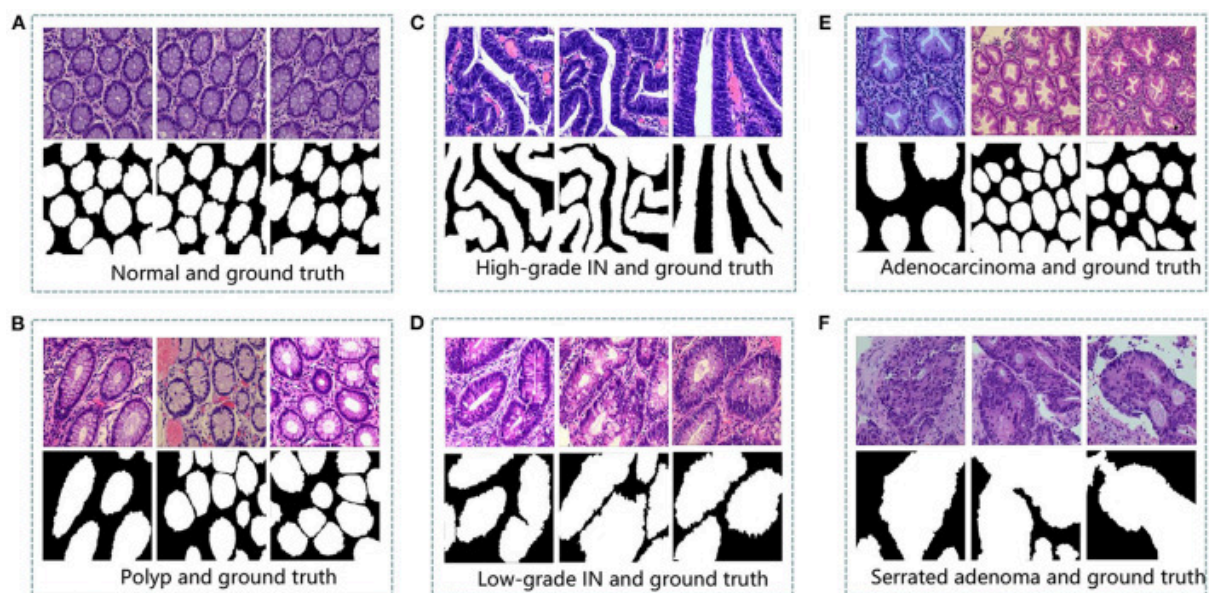 A
Normal and ground truth
C
High-grade IN and ground truth
E
Adenocarcinoma and ground truth
B
Polyp and ground truth
D
Low-grade IN and ground truth
F
Serrated adenoma and ground truth